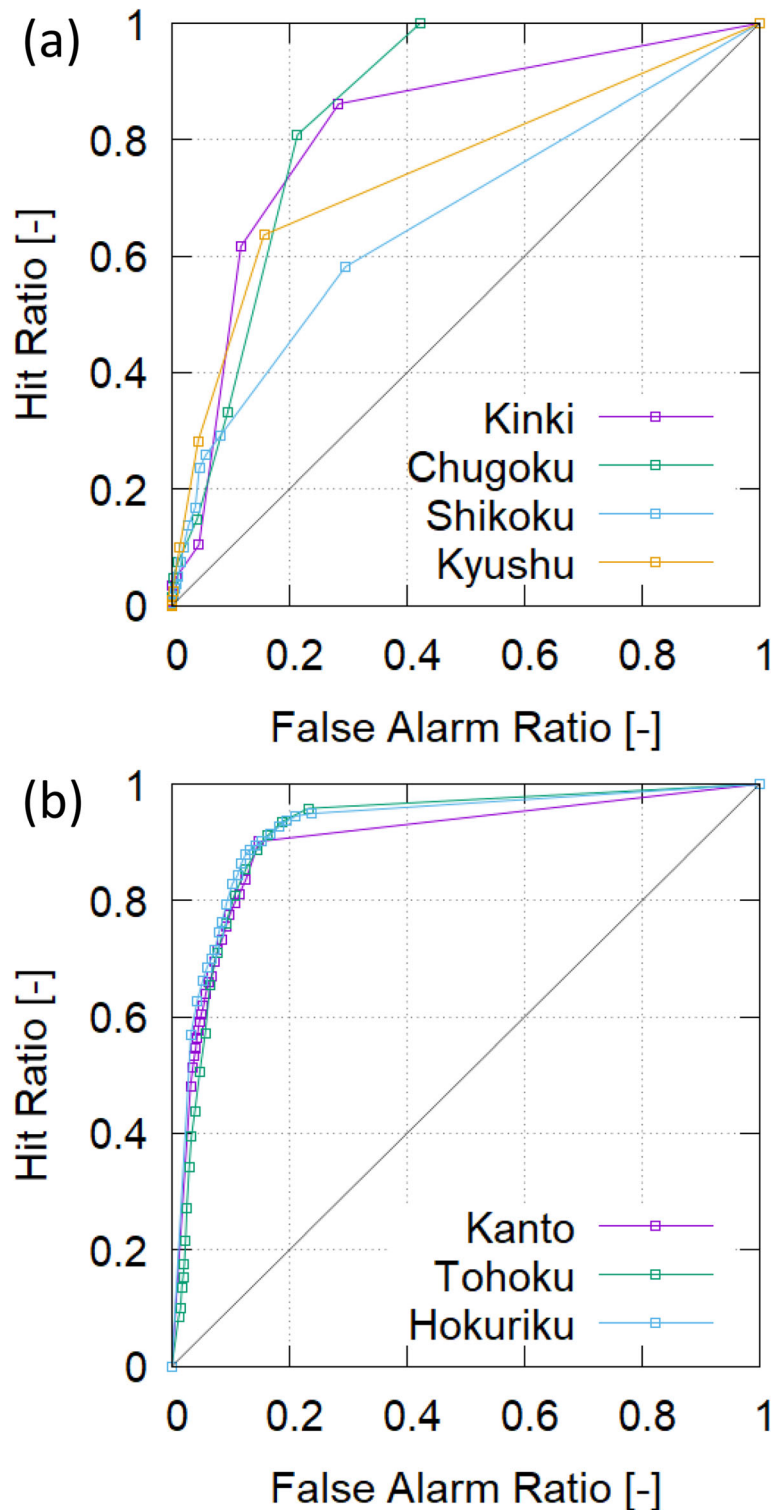 (a)
1
0.8
0.6
0.4
0.2
0
Hit Ratio [-]
Kinki
Chugoku
Shikoku
Kyushu
0 0.2 0.4 0.6 0.8 1
False Alarm Ratio [-]
(b)
1
0.8
0.6
0.4
0.2
0
Hit Ratio [-]
Kanto
Tohoku
Hokuriku
0 0.2 0.4 0.6 0.8 1
False Alarm Ratio [-]